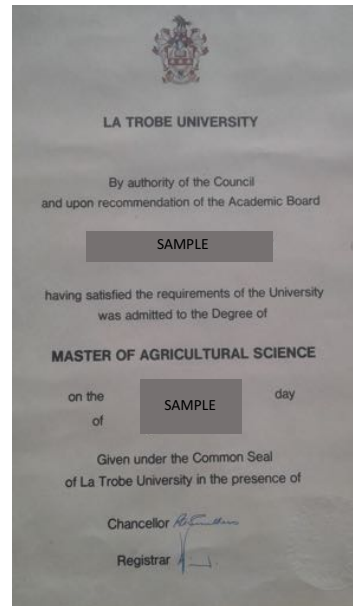 LA TROBE UNIVERSITY
By authority of the Council
and upon recommendation of the Academic Board
SAMPLE
having satisfied the requirements of the University
was admitted to the Degree of
MASTER OF AGRICULTURAL SCIENCE
on the SAMPLE day
of
Given under the Common Seal
of La Trobe University in the presence of
Chancellor
Registrar